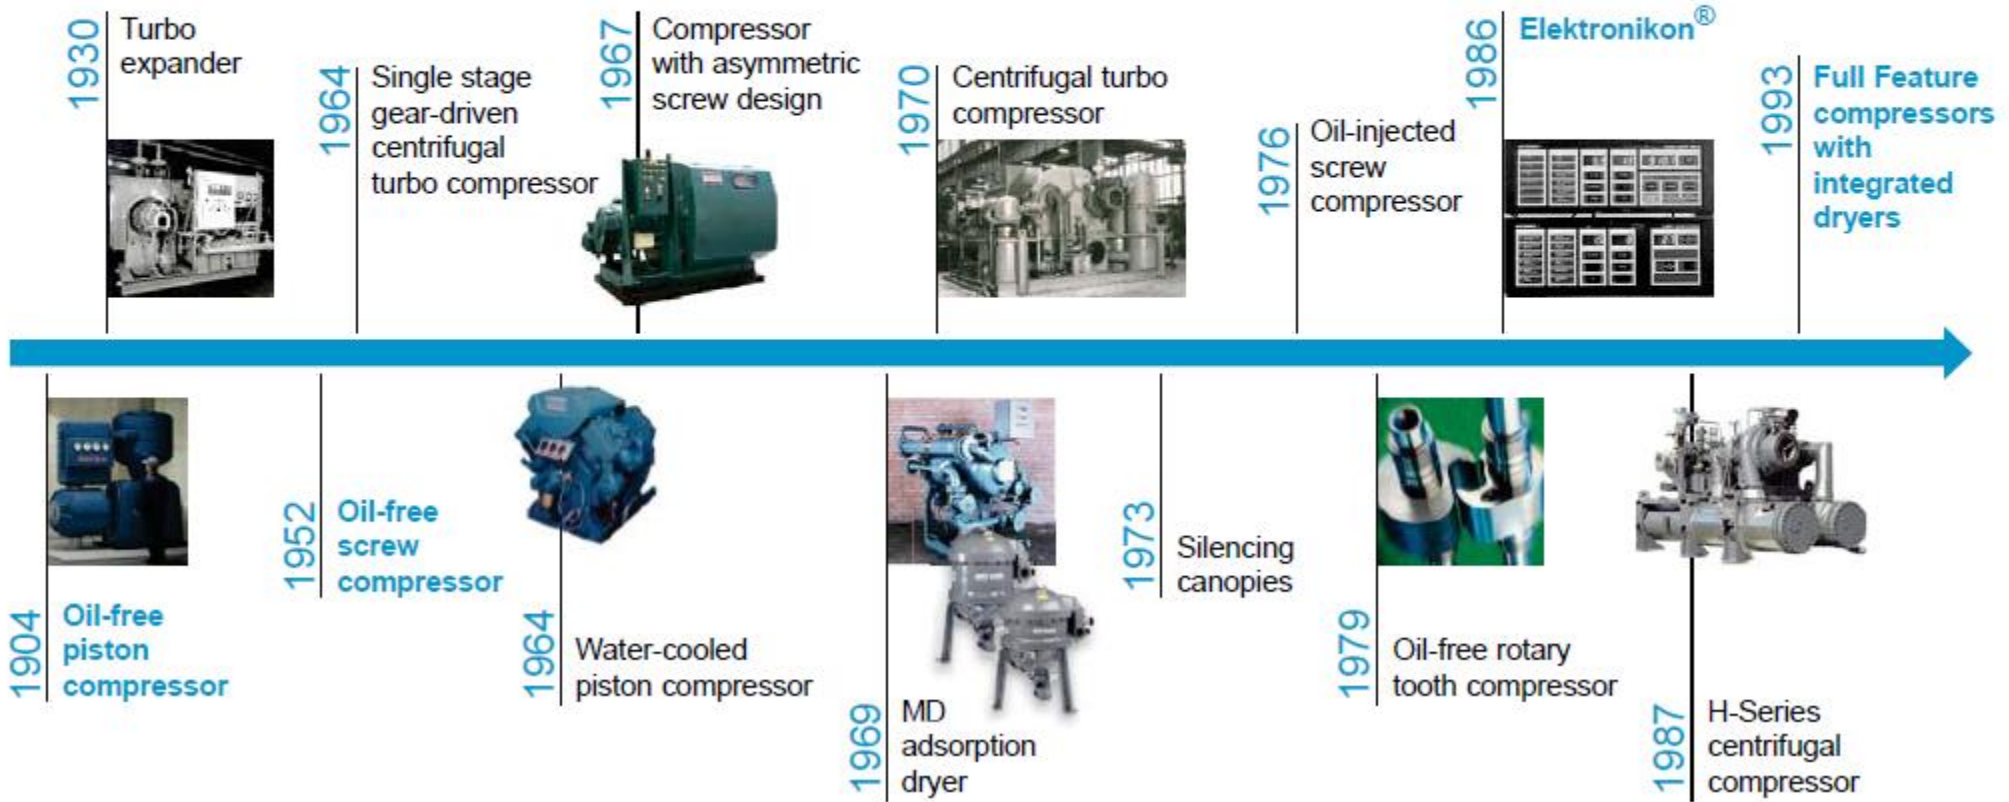 1930
Turbo
expander
1964
Single stage
gear-driven
centrifugal
turbo compressor
1967
Compressor
with asymmetric
screw design
1970
Centrifugal turbo
compressor
1976
Oil-injected
screw
compressor
1986
Elektronikon®
1993
Full Feature
compressors
with
integrated
dryers
1904
Oil-free
piston
compressor
1952
Oil-free
screw
compressor
1964
Water-cooled
piston compressor
1969
MD
adsorption
dryer
1973
Silencing
canopies
1979
Oil-free rotary
tooth compressor
1987
H-Series
centrifugal
compressor